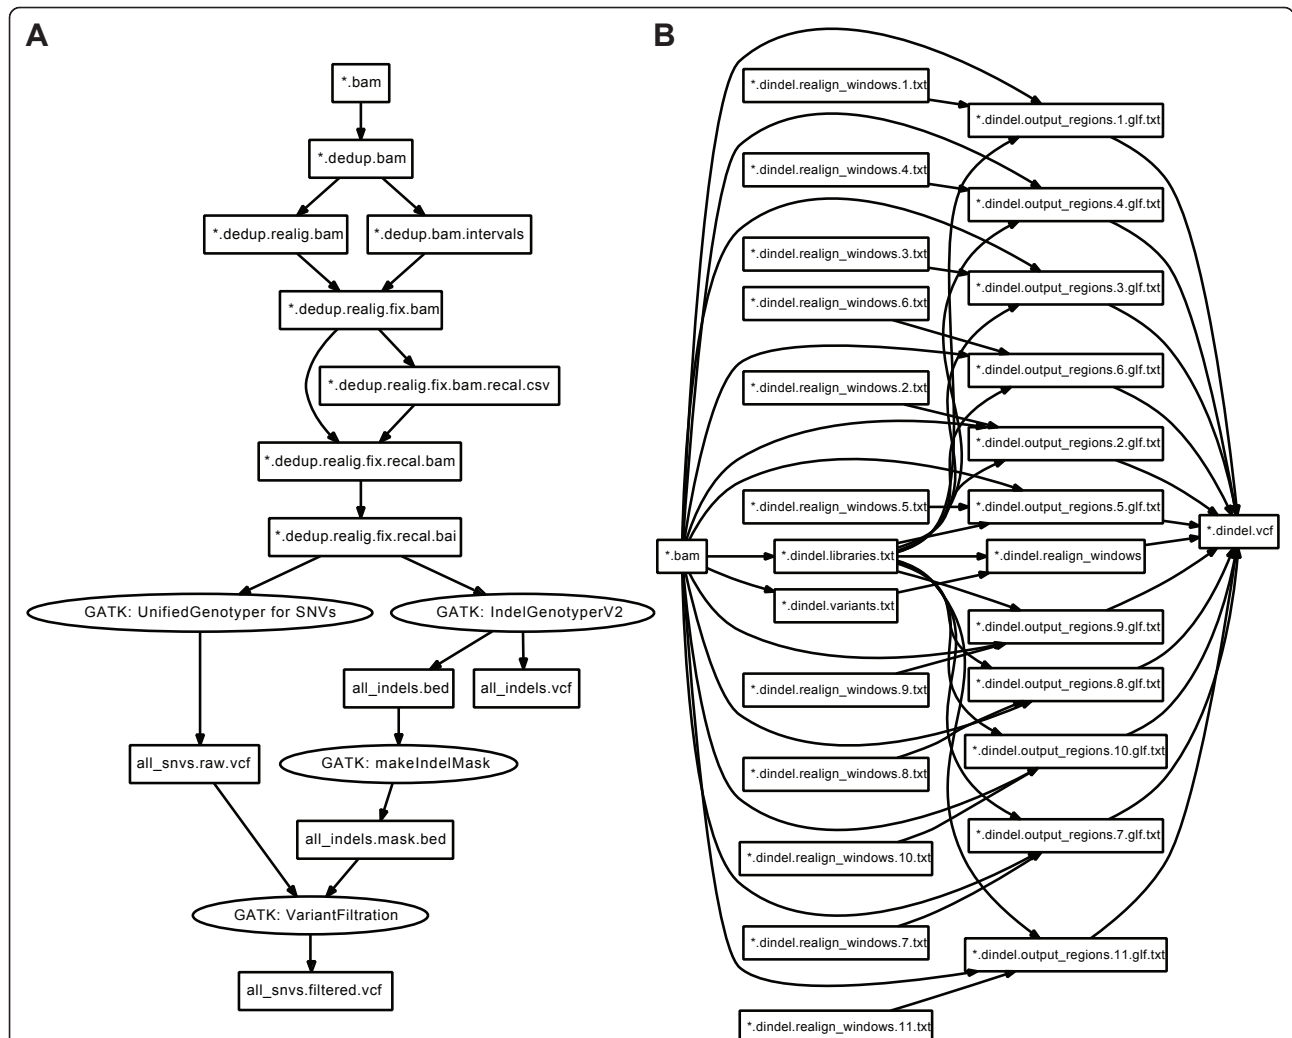 A
*.bam
*.dedup.bam
*.dedup.realig.bam
*.dedup.bam.intervals
*.dedup.realig.fix.bam
*.dedup.realig.fix.bam.recal.csv
*.dedup.realig.fix.recal.bam
*.dedup.realig.fix.recal.bai
GATK: UnifiedGenotyper for SNVs
GATK: IndelGenotyperV2
all_indels.bed
all_indels.vcf
all_snvs.raw.vcf
GATK: makeIndelMask
all_indels.mask.bed
GATK: VariantFiltration
all_snvs.filtered.vcf
B
*.dindel.realign_windows.1.txt
*.dindel.output_regions.1.glf.txt
*.dindel.realign_windows.4.txt
*.dindel.output_regions.4.glf.txt
*.dindel.realign_windows.3.txt
*.dindel.output_regions.3.glf.txt
*.dindel.realign_windows.6.txt
*.dindel.output_regions.6.glf.txt
*.dindel.realign_windows.2.txt
*.dindel.output_regions.2.glf.txt
*.dindel.realign_windows.5.txt
*.dindel.output_regions.5.glf.txt
*.dindel.vcf
*.bam
*.dindel.libraries.txt
*.dindel.realign_windows
*.dindel.variants.txt
*.dindel.output_regions.9.glf.txt
*.dindel.realign_windows.9.txt
*.dindel.output_regions.8.glf.txt
*.dindel.realign_windows.8.txt
*.dindel.output_regions.10.glf.txt
*.dindel.realign_windows.10.txt
*.dindel.output_regions.7.glf.txt
*.dindel.realign_windows.7.txt
*.dindel.output_regions.11.glf.txt
*.dindel.realign_windows.11.txt